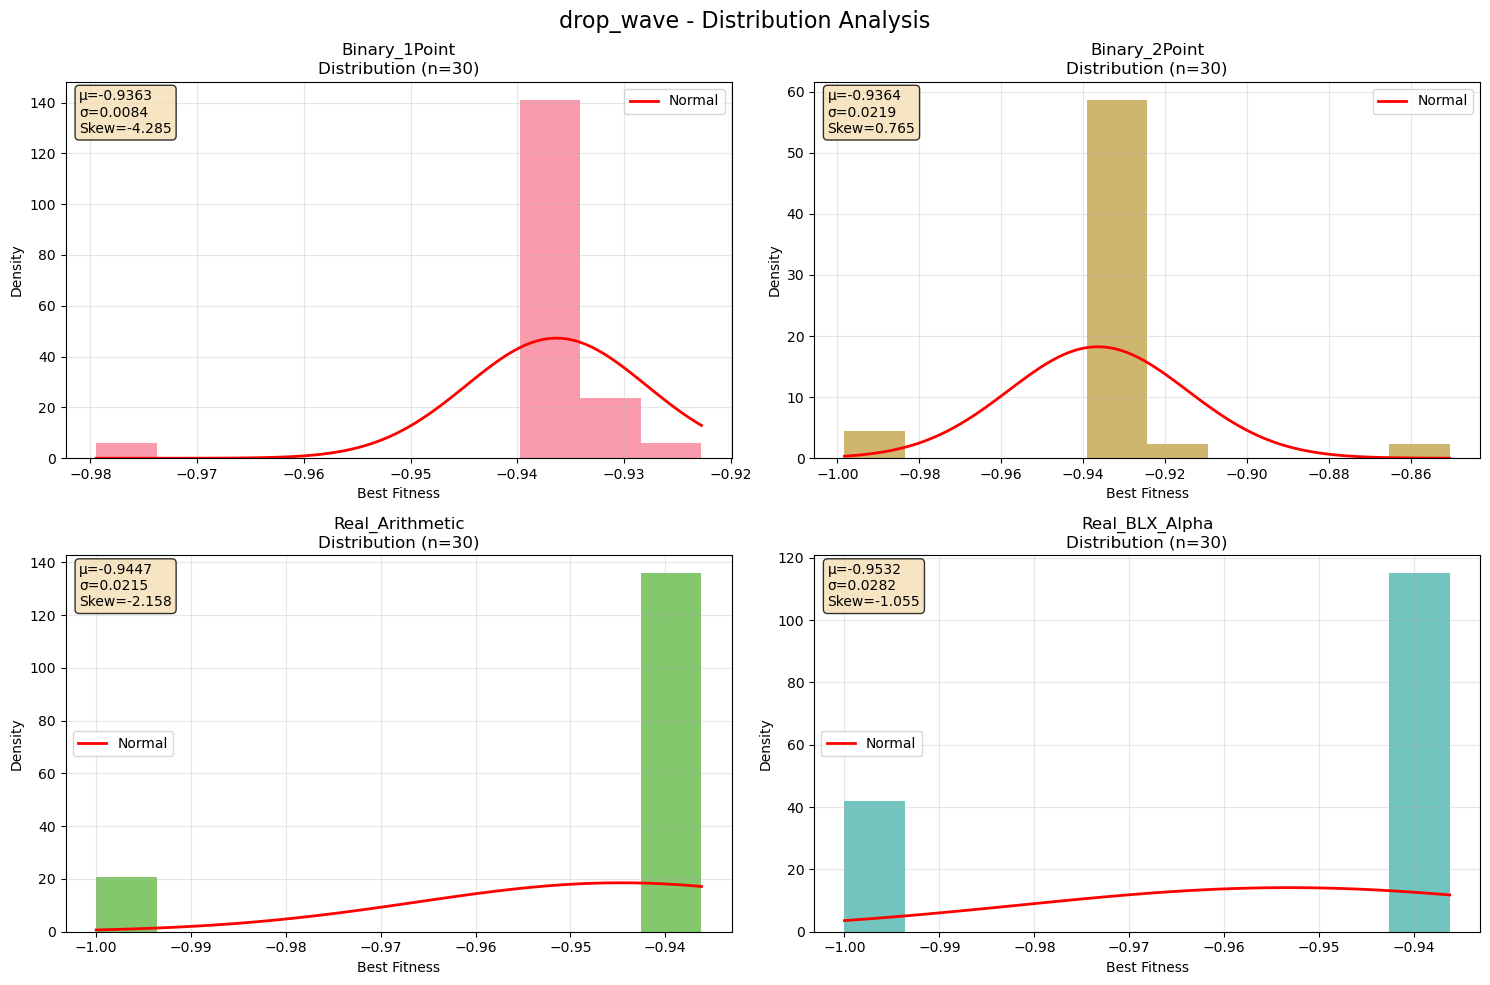 drop_wave - Distribution Analysis
Binary_1Point
Distribution (n=30)
μ=-0.9363
σ=0.0084
Skew=-4.285
Normal
Density
140
120
100
80
60
40
20
0
−0.98
−0.97
−0.96
−0.95
−0.94
−0.93
−0.92
Best Fitness
Binary_2Point
Distribution (n=30)
μ=-0.9364
σ=0.0219
Skew=0.765
Normal
Density
60
50
40
30
20
10
0
−1.00
−0.98
−0.96
−0.94
−0.92
−0.90
−0.88
−0.86
Best Fitness
Real_Arithmetic
Distribution (n=30)
μ=-0.9447
σ=0.0215
Skew=-2.158
Normal
Density
140
120
100
80
60
40
20
0
−1.00
−0.99
−0.98
−0.97
−0.96
−0.95
−0.94
Best Fitness
Real_BLX_Alpha
Distribution (n=30)
μ=-0.9532
σ=0.0282
Skew=-1.055
Normal
Density
120
100
80
60
40
20
0
−1.00
−0.99
−0.98
−0.97
−0.96
−0.95
−0.94
Best Fitness